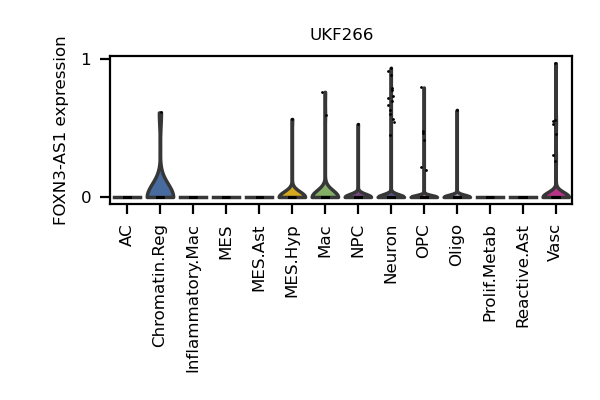 UKF266
FOXN3-AS1 expression
1
0
AC
Chromatin.Reg
Inflammatory.Mac
MES
MES.Ast
MES.Hyp
Mac
NPC
Neuron
OPC
Oligo
Prolif.Metab
Reactive.Ast
Vasc